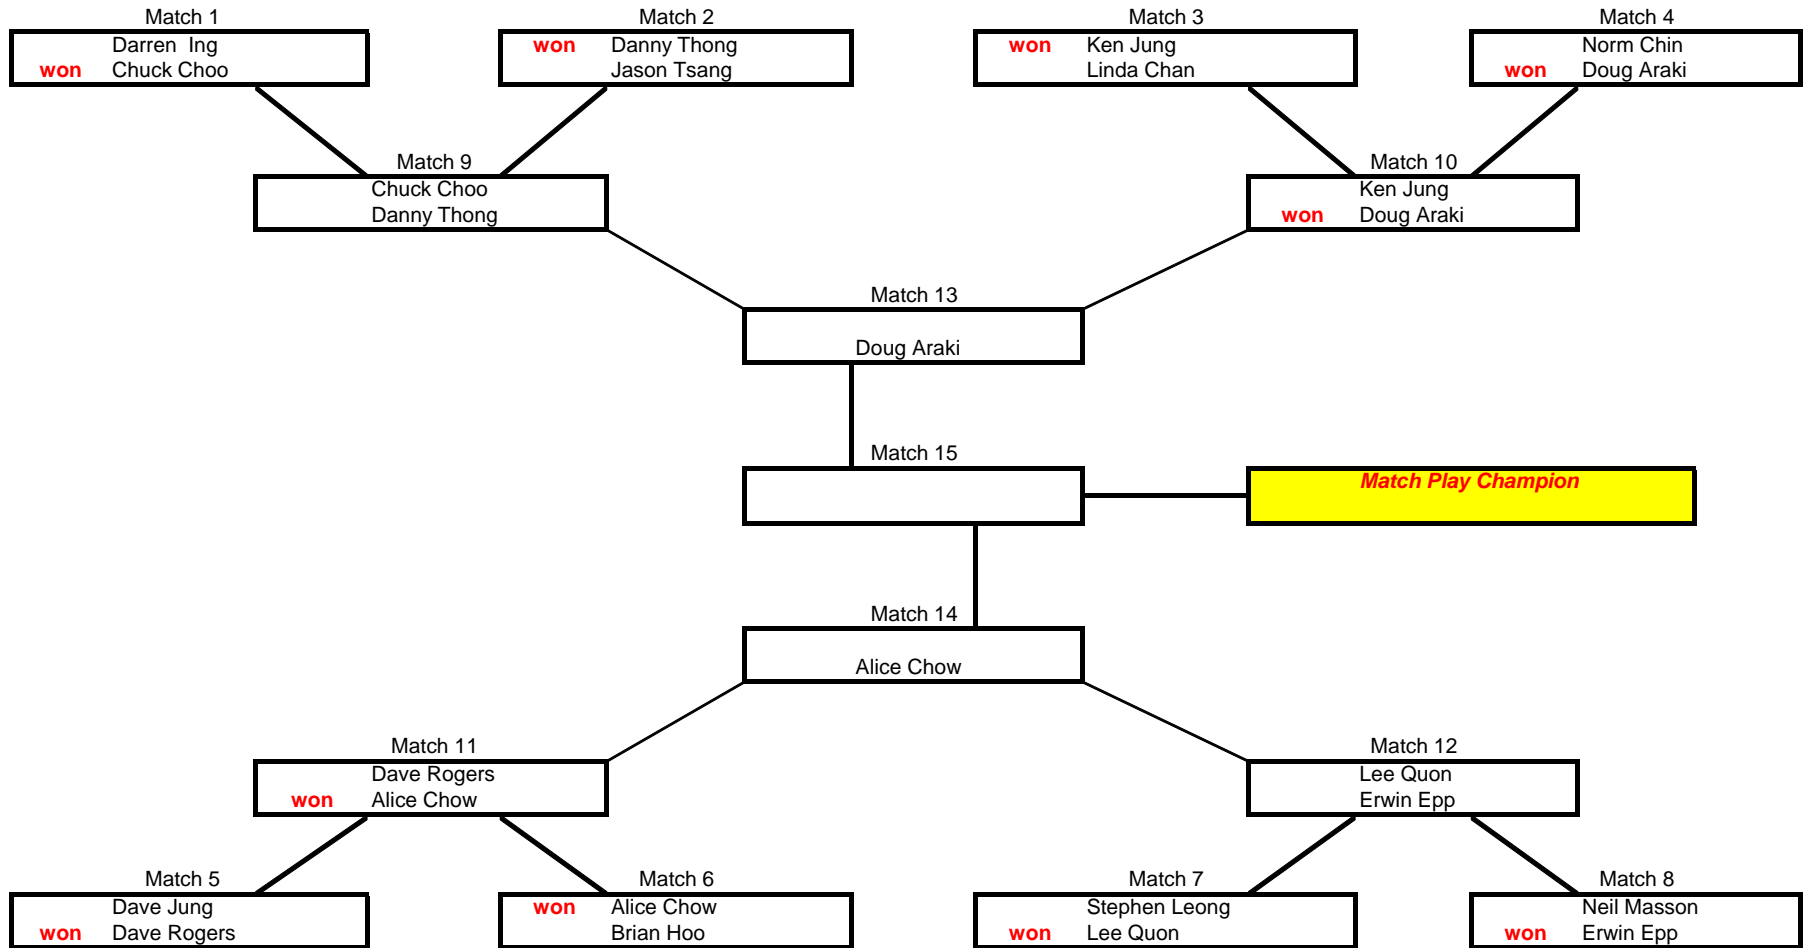 Match 1
Darren  Ing
won Chuck Choo
Match 2
won Danny Thong
Jason Tsang
Match 3
won Ken Jung
Linda Chan
Match 4
Norm Chin
won Doug Araki
Match 9
Chuck Choo
Danny Thong
Match 10
Ken Jung
won Doug Araki
Match 13
Doug Araki
Match 15
Match Play Champion
Match 14
Alice Chow
Match 11
Dave Rogers
won Alice Chow
Match 12
Lee Quon
Erwin Epp
Match 5
Dave Jung
won Dave Rogers
Match 6
won Alice Chow
Brian Hoo
Match 7
Stephen Leong
won Lee Quon
Match 8
Neil Masson
won Erwin Epp